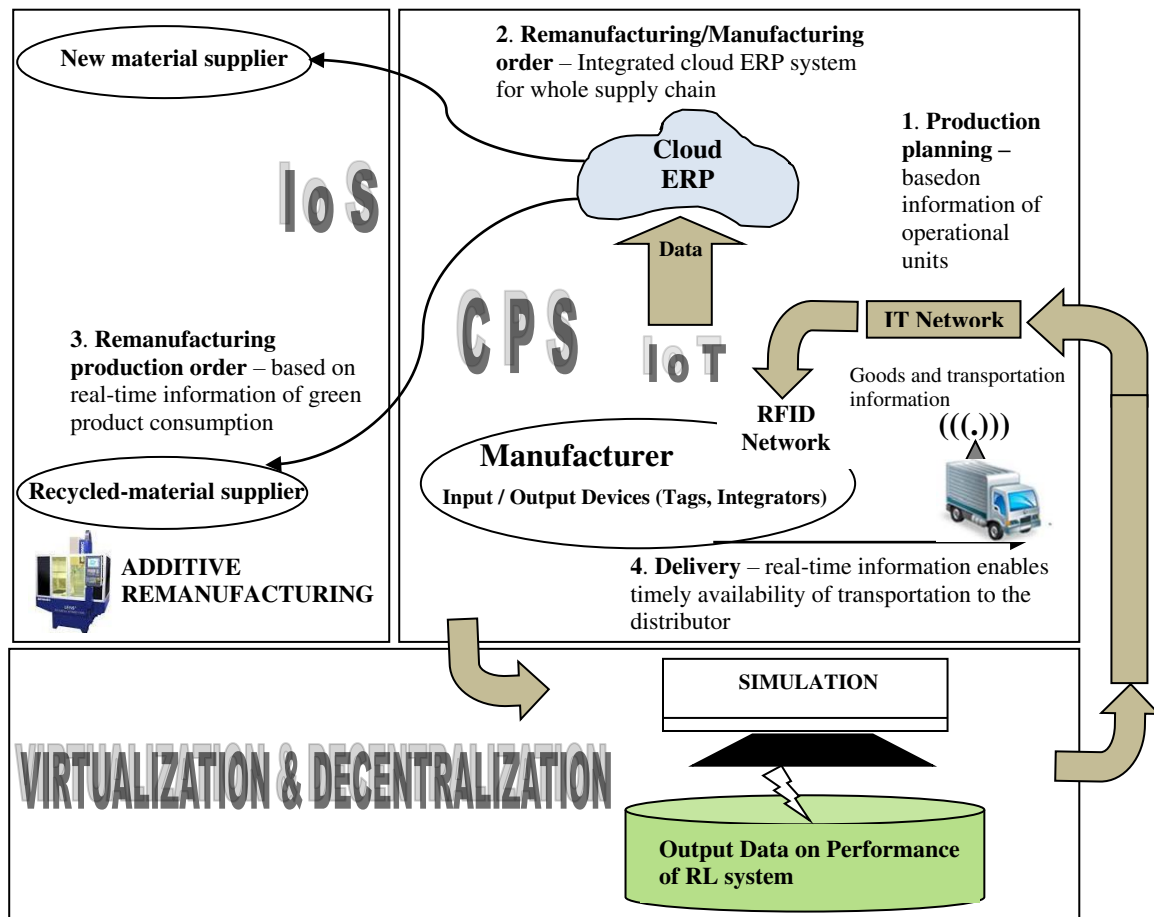 New material supplier
IoS
3. Remanufacturing
production order – based on
real-time information of green
product consumption
Recycled-material supplier
ADDITIVE
REMANUFACTURING
2. Remanufacturing/Manufacturing
order – Integrated cloud ERP system
for whole supply chain
Cloud
ERP
Data
1. Production
planning –
basedon
information of
operational
units
CPS
IoT
IT Network
Goods and transportation
information
(((.)))
RFID
Network
Manufacturer
Input / Output Devices (Tags, Integrators)
4. Delivery – real-time information enables
timely availability of transportation to the
distributor
VIRTUALIZATION & DECENTRALIZATION
SIMULATION
Output Data on Performance
of RL system